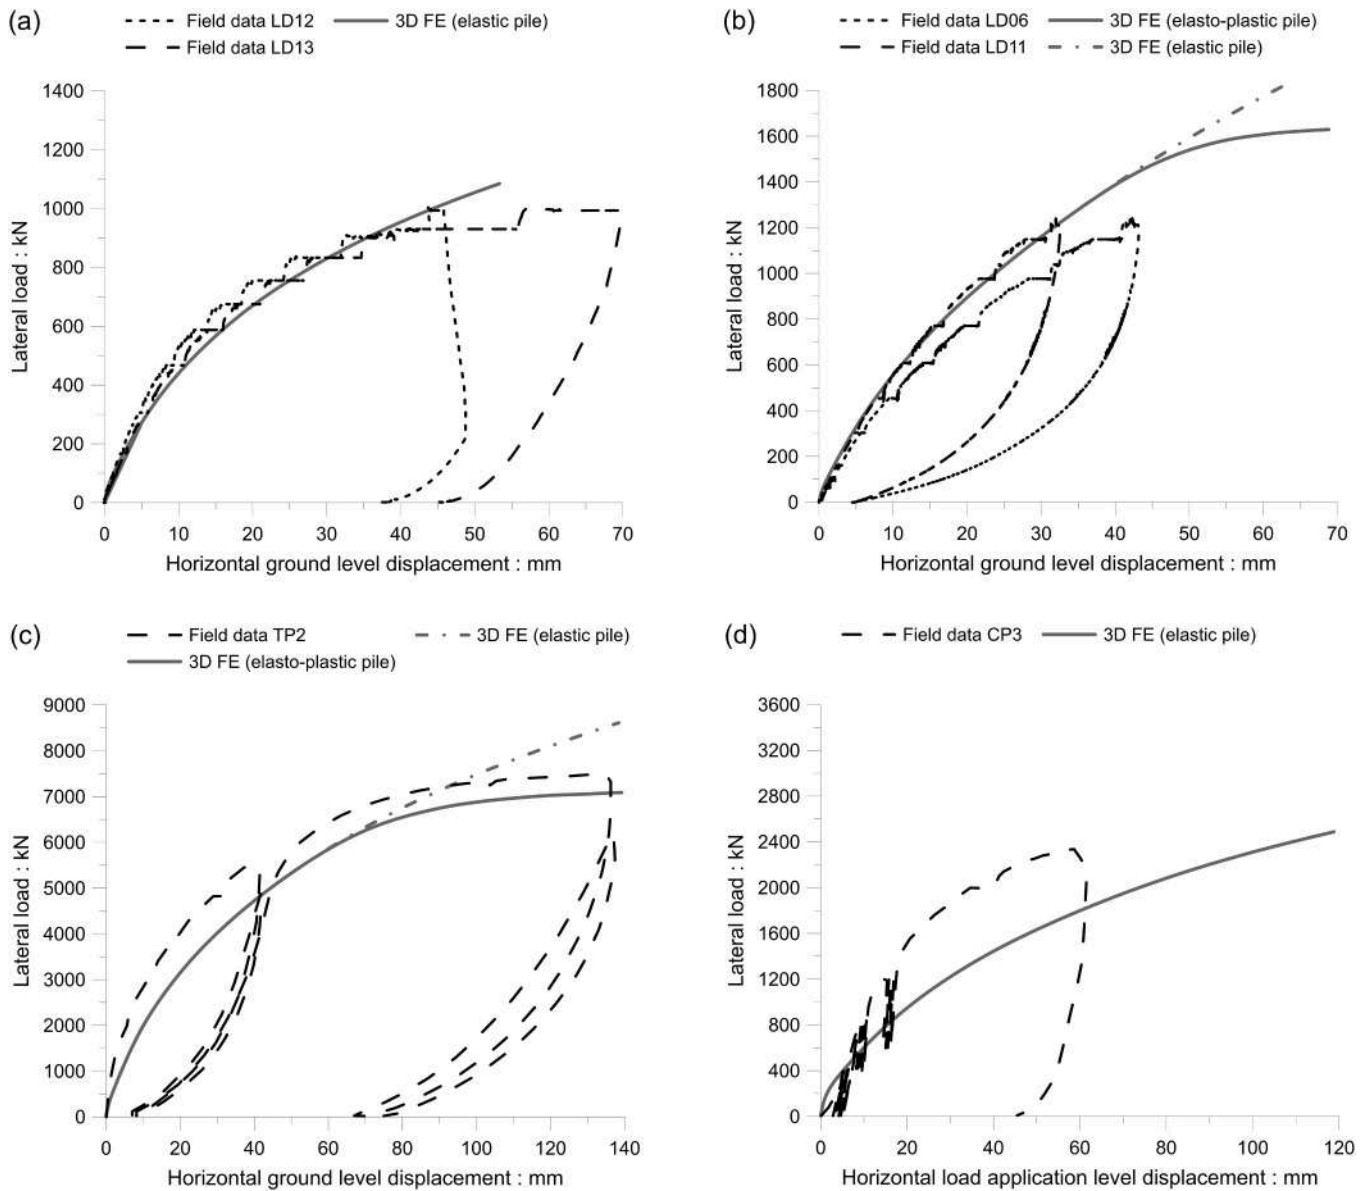 (a)
Field data LD12
3D FE (elastic pile)
Field data LD13
1400
1200
1000
800
600
400
200
0
Lateral load : kN
0 10 20 30 40 50 60 70
Horizontal ground level displacement : mm
(b)
Field data LD06
3D FE (elasto-plastic pile)
Field data LD11
3D FE (elastic pile)
1800
1600
1400
1200
1000
800
600
400
200
0
Lateral load : kN
0 10 20 30 40 50 60 70
Horizontal ground level displacement : mm
(c)
Field data TP2
3D FE (elastic pile)
3D FE (elasto-plastic pile)
9000
8000
7000
6000
5000
4000
3000
2000
1000
0
Lateral load : kN
0 20 40 60 80 100 120 140
Horizontal ground level displacement : mm
(d)
Field data CP3
3D FE (elastic pile)
3600
3200
2800
2400
2000
1600
1200
800
400
0
Lateral load : kN
0 20 40 60 80 100 120
Horizontal load application level displacement : mm